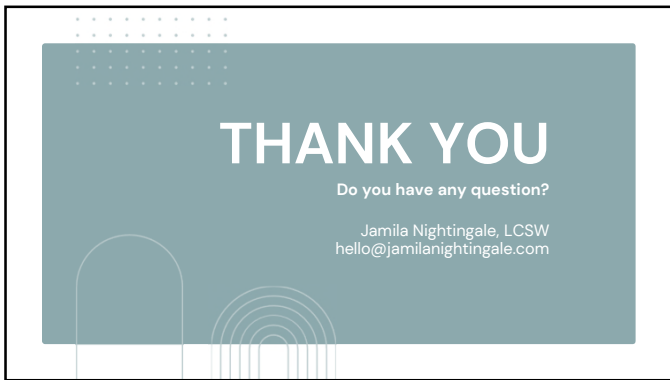 THANK YOU
Do you have any question?
Jamila Nightingale, LCSW
hello@jamilanightingale.com